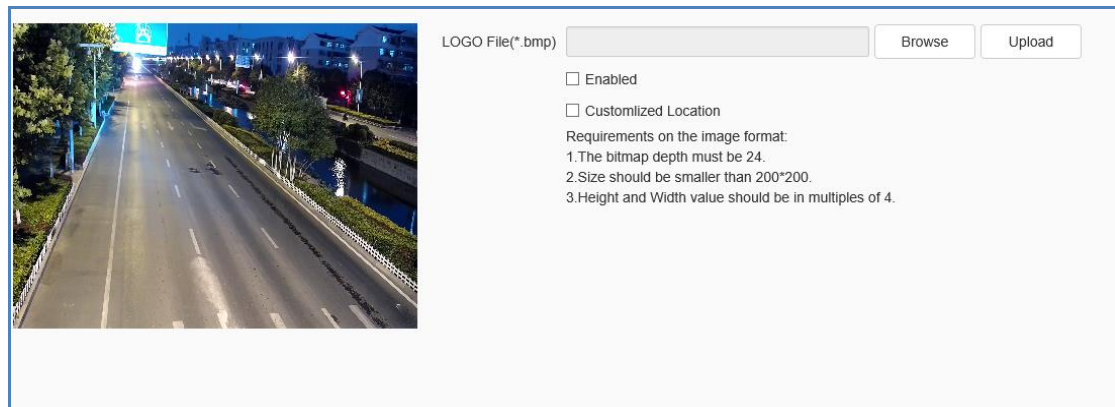 LOGO File(*.bmp) Browse Upload
Enabled
Customlized Location
Requirements on the image format:
1.The bitmap depth must be 24.
2.Size should be smaller than 200*200.
3.Height and Width value should be in multiples of 4.